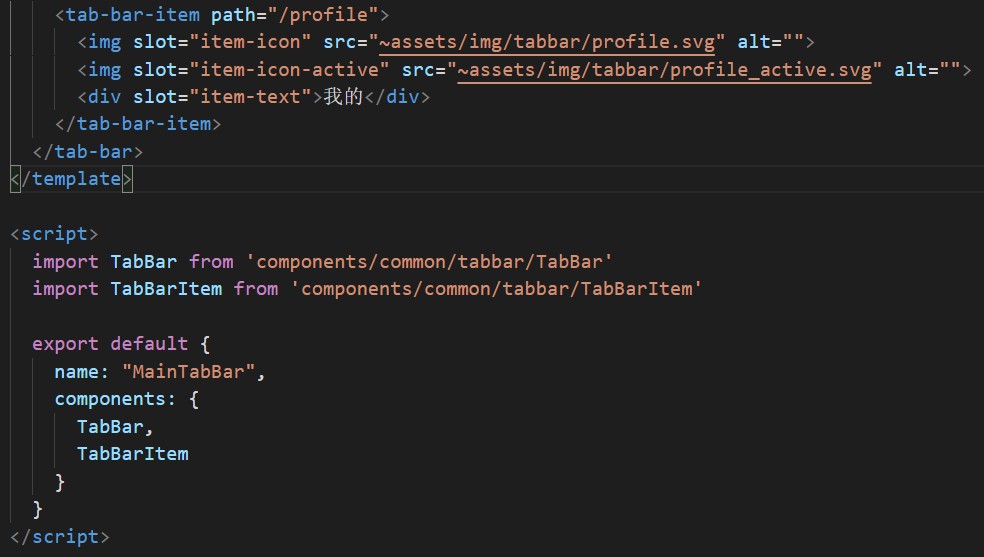 <tab-bar-item path="/profile">
<img slot="item-icon" src="~assets/img/tabbar/profile.svg" alt="">
<img slot="item-icon-active" src="~assets/img/tabbar/profile_active.svg" alt="">
<div slot="item-text">我的</div>
</tab-bar-item>
</tab-bar>
</template>
<script>
import TabBar from 'components/common/tabbar/TabBar'
import TabBarItem from 'components/common/tabbar/TabBarItem'
export default {
name: "MainTabBar",
components: {
TabBar,
TabBarItem
}
}
</script>